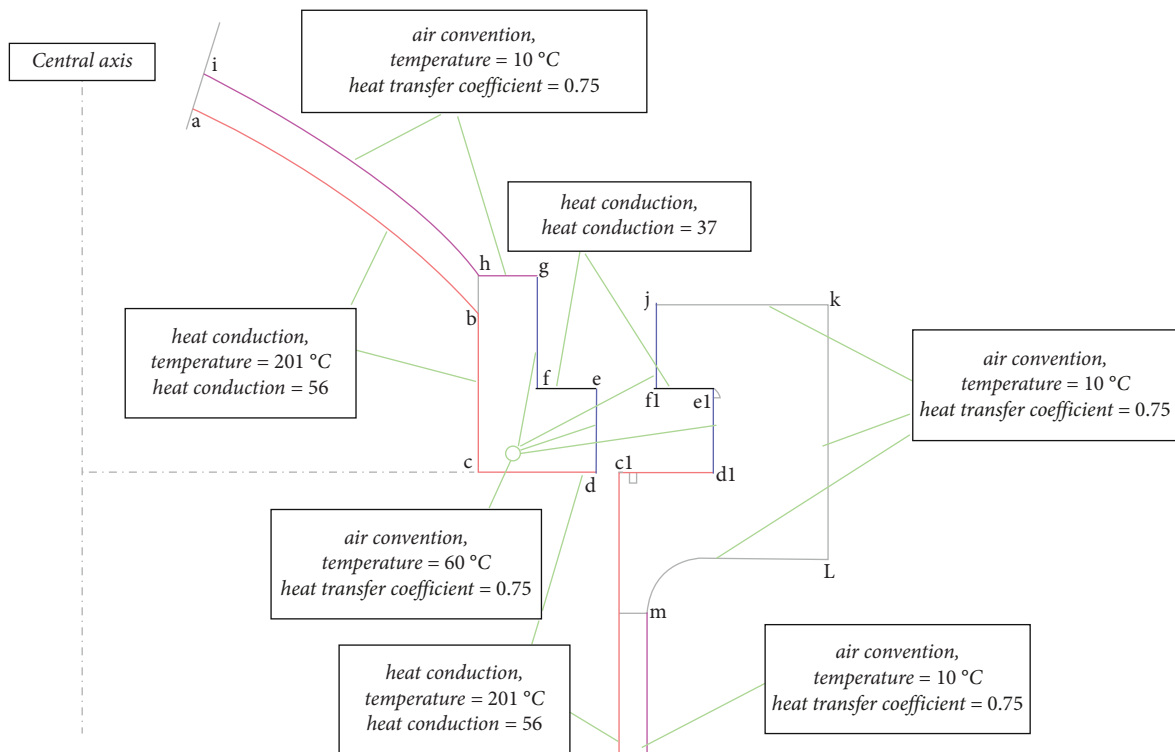 air convention,
temperature = 10 °C
heat transfer coefficient = 0.75
Central axis
i
a
heat conduction,
heat conduction = 37
h
g
j
k
b
heat conduction,
temperature = 201 °C
heat conduction = 56
air convention,
temperature = 10 °C
heat transfer coefficient = 0.75
f
e
f1
e1
c
d
c1
d1
air convention,
temperature = 60 °C
heat transfer coefficient = 0.75
L
m
heat conduction,
temperature = 201 °C
heat conduction = 56
air convention,
temperature = 10 °C
heat transfer coefficient = 0.75